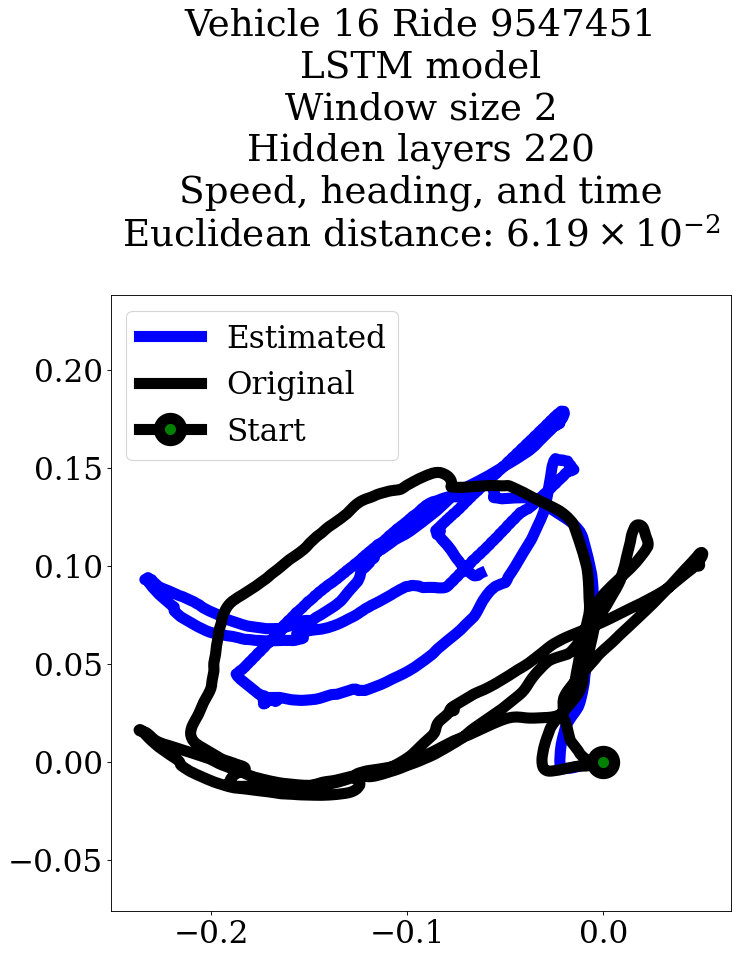 Vehicle 16 Ride 9547451
LSTM model
Window size 2
Hidden layers 220
Speed, heading, and time
Euclidean distance: 6.19 × 10⁻²
Estimated
Original
Start
0.20
0.15
0.10
0.05
0.00
−0.05
−0.2 −0.1 0.0